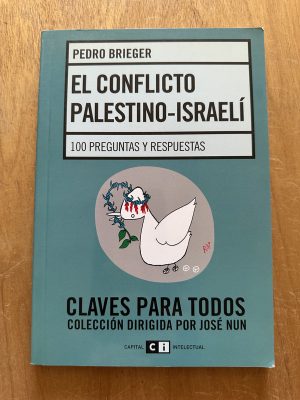 PEDRO BRIEGER
EL CONFLICTO
PALESTINO-ISRAELÍ
100 PREGUNTAS Y RESPUESTAS
CLAVES PARA TODOS
COLECCIÓN DIRIGIDA POR JOSÉ NUN
CAPITAL Ci INTELECTUAL